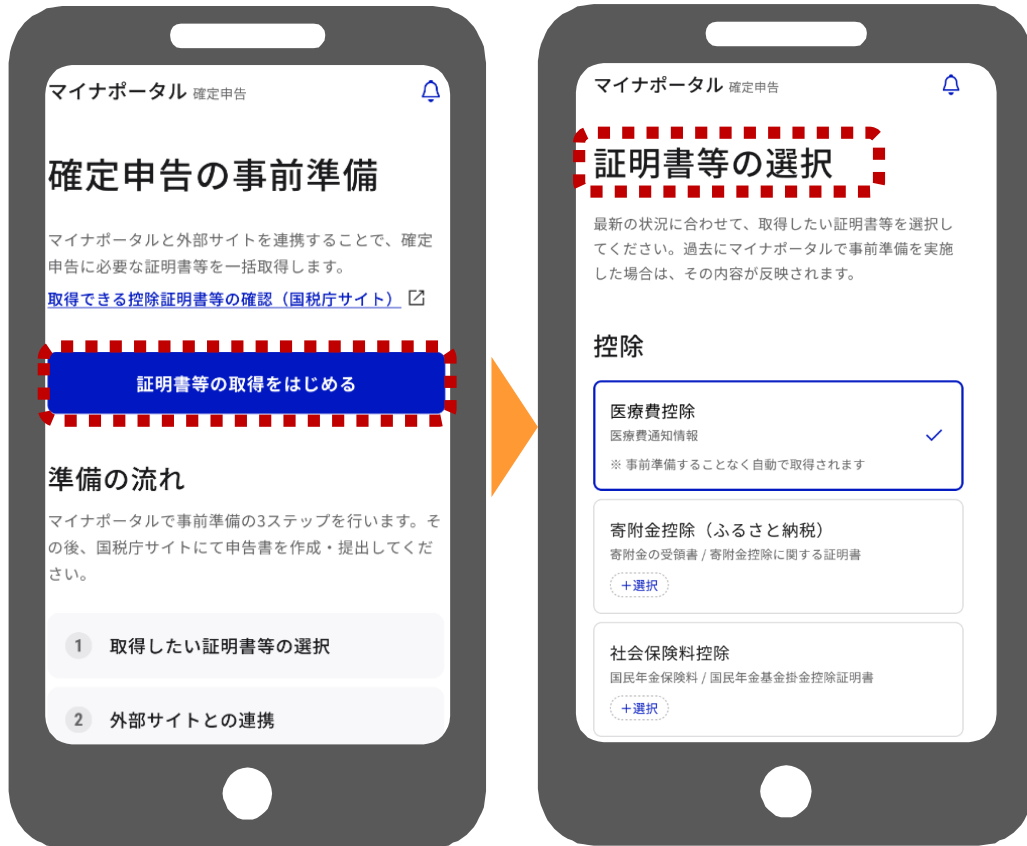 マイナポータル 確定申告
確定申告の事前準備
マイナポータルと外部サイトを連携することで、確定
申告に必要な証明書等を一括取得します。
取得できる控除証明書等の確認（国税庁サイト）
証明書等の取得をはじめる
準備の流れ
マイナポータルで事前準備の3ステップを行います。そ
の後、国税庁サイトにて申告書を作成・提出してくだ
さい。
1 取得したい証明書等の選択
2 外部サイトとの連携
マイナポータル 確定申告
証明書等の選択
最新の状況に合わせて、取得したい証明書等を選択し
てください。過去にマイナポータルで事前準備を実施
した場合は、その内容が反映されます。
控除
医療費控除
医療費通知情報
※ 事前準備することなく自動で取得されます
寄附金控除（ふるさと納税）
寄附金の受領書 / 寄附金控除に関する証明書
＋選択
社会保険料控除
国民年金保険料 / 国民年金基金掛金控除証明書
＋選択